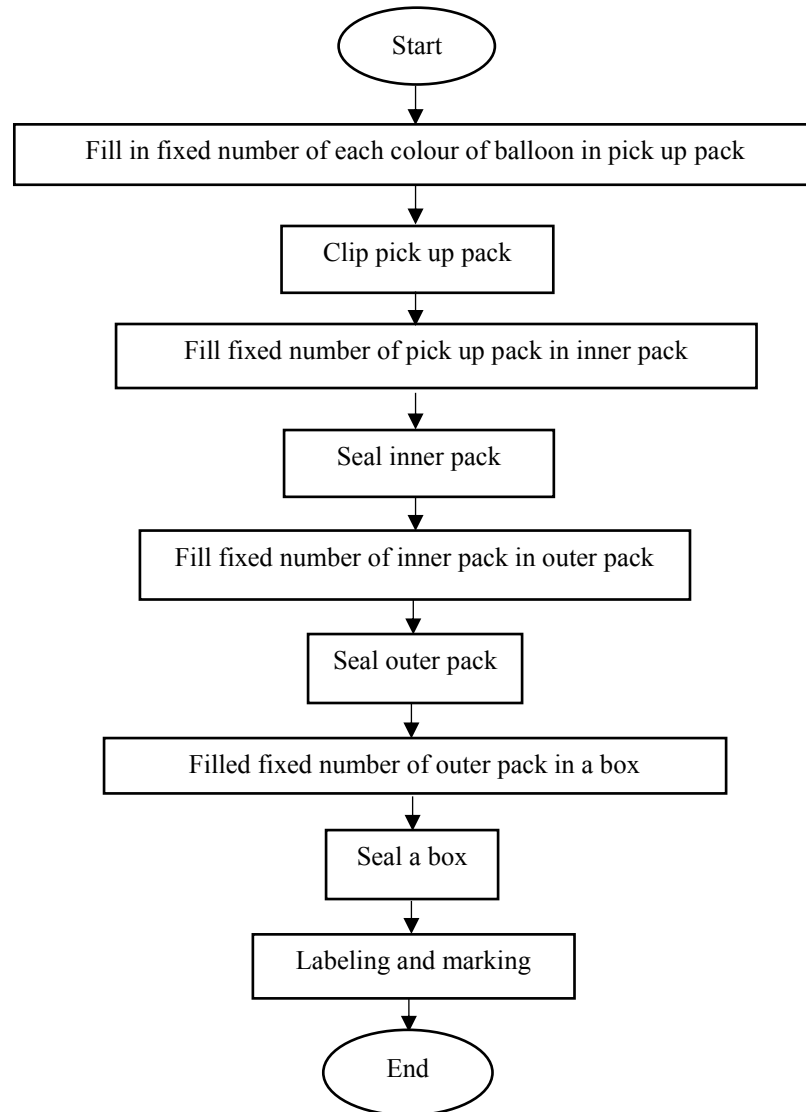 Start
Fill in fixed number of each colour of balloon in pick up pack
Clip pick up pack
Fill fixed number of pick up pack in inner pack
Seal inner pack
Fill fixed number of inner pack in outer pack
Seal outer pack
Filled fixed number of outer pack in a box
Seal a box
Labeling and marking
End